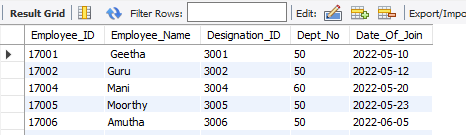 Result Grid Filter Rows: Edit: Export/Impo
Employee_ID Employee_Name Designation_ID Dept_No Date_Of_Join
17001 Geetha 3001 50 2022-05-10
17002 Guru 3002 50 2022-05-12
17004 Mani 3004 60 2022-05-20
17005 Moorthy 3005 50 2022-05-23
17006 Amutha 3006 50 2022-06-05